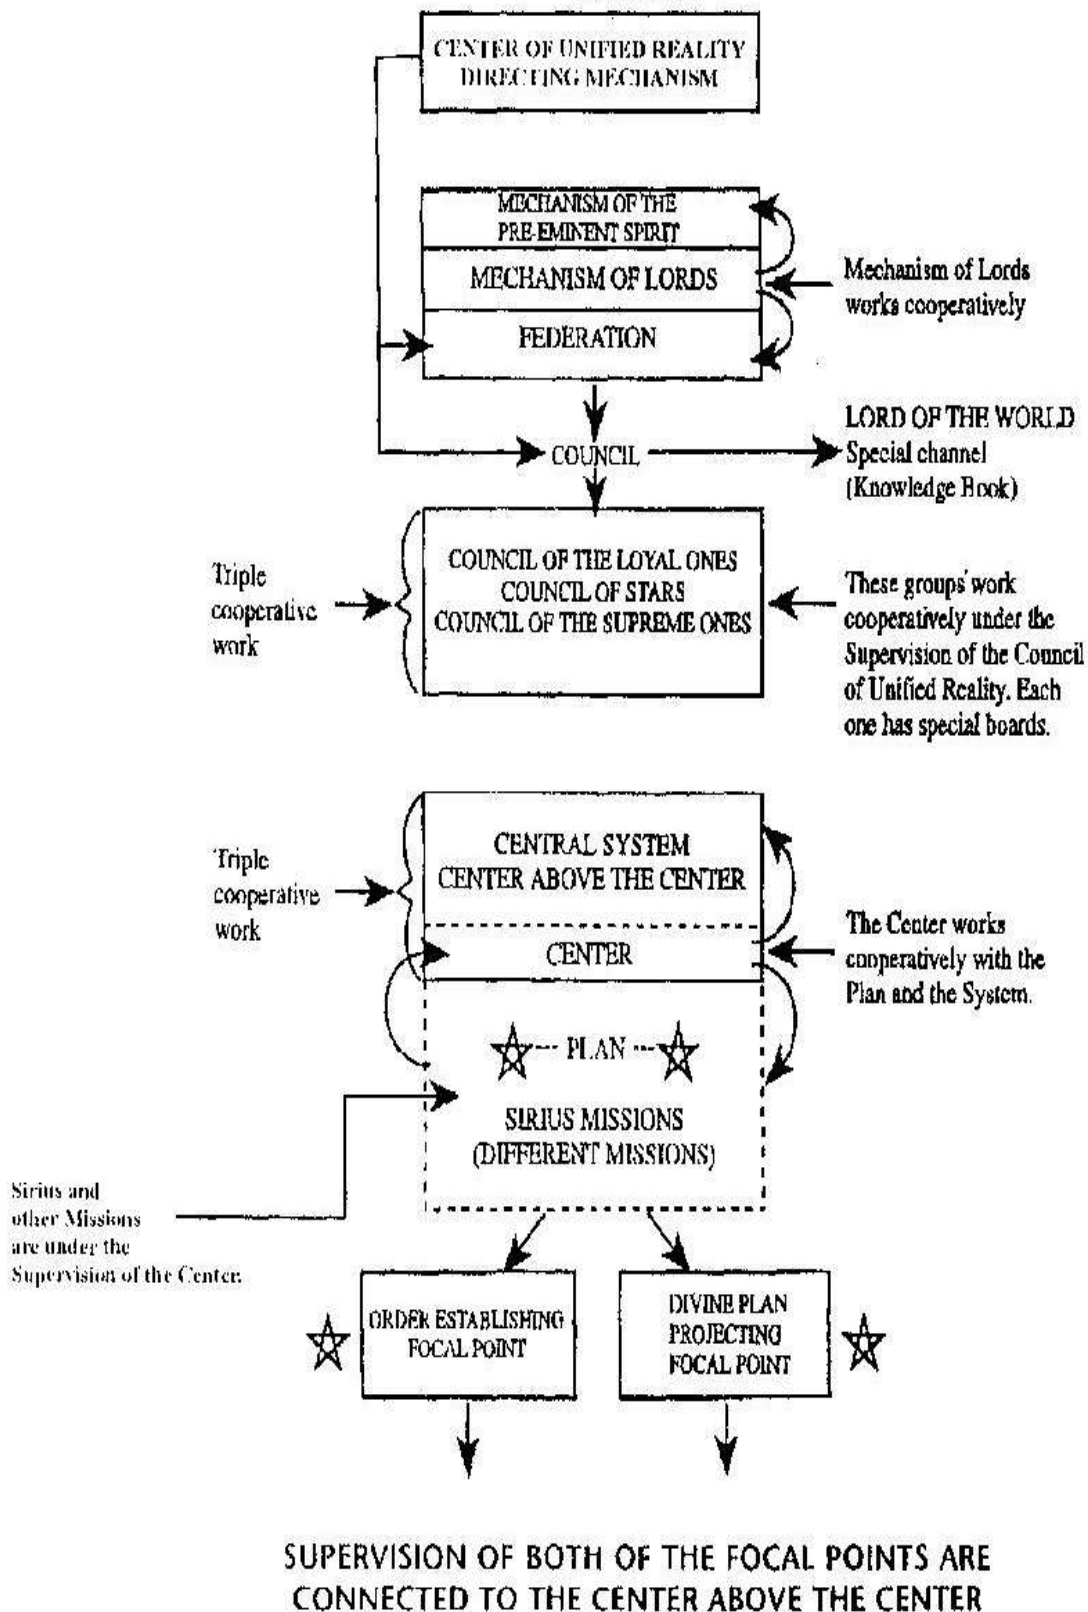 CENTER OF UNIFIED REALITY
DIRECTING MECHANISM
MECHANISM OF THE
PRE-EMINENT SPIRIT
MECHANISM OF LORDS
Mechanism of Lords
works cooperatively
FEDERATION
COUNCIL
LORD OF THE WORLD
Special channel
(Knowledge Book)
Triple
cooperative
work
COUNCIL OF THE LOYAL ONES
COUNCIL OF STARS
COUNCIL OF THE SUPREME ONES
These groups' work
cooperatively under the
Supervision of the Council
of Unified Reality. Each
one has special boards.
Triple
cooperative
work
CENTRAL SYSTEM
CENTER ABOVE THE CENTER
CENTER
The Center works
cooperatively with the
Plan and the System.
--- PLAN ---
SIRIUS MISSIONS
(DIFFERENT MISSIONS)
Sirius and
other Missions
are under the
Supervision of the Center.
ORDER ESTABLISHING
FOCAL POINT
DIVINE PLAN
PROJECTING
FOCAL POINT
SUPERVISION OF BOTH OF THE FOCAL POINTS ARE
CONNECTED TO THE CENTER ABOVE THE CENTER